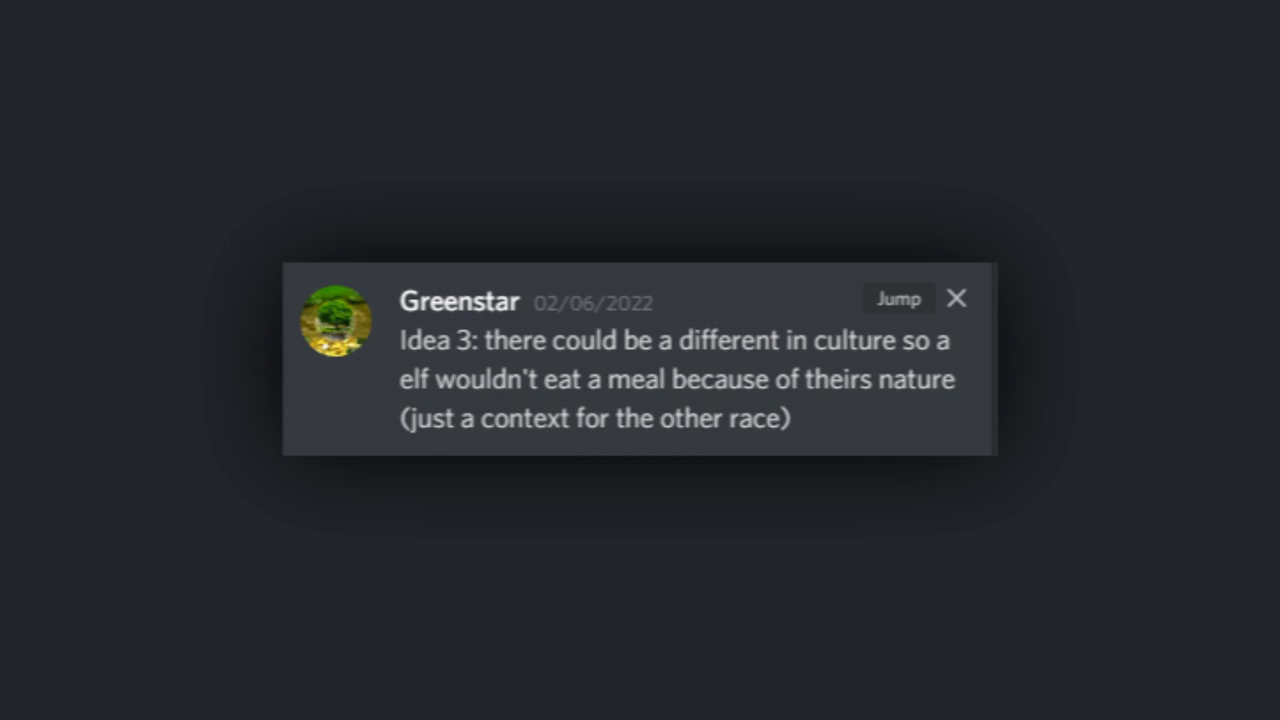 Greenstar 02/06/2022 Jump
Idea 3: there could be a different in culture so a
elf wouldn't eat a meal because of theirs nature
(just a context for the other race)